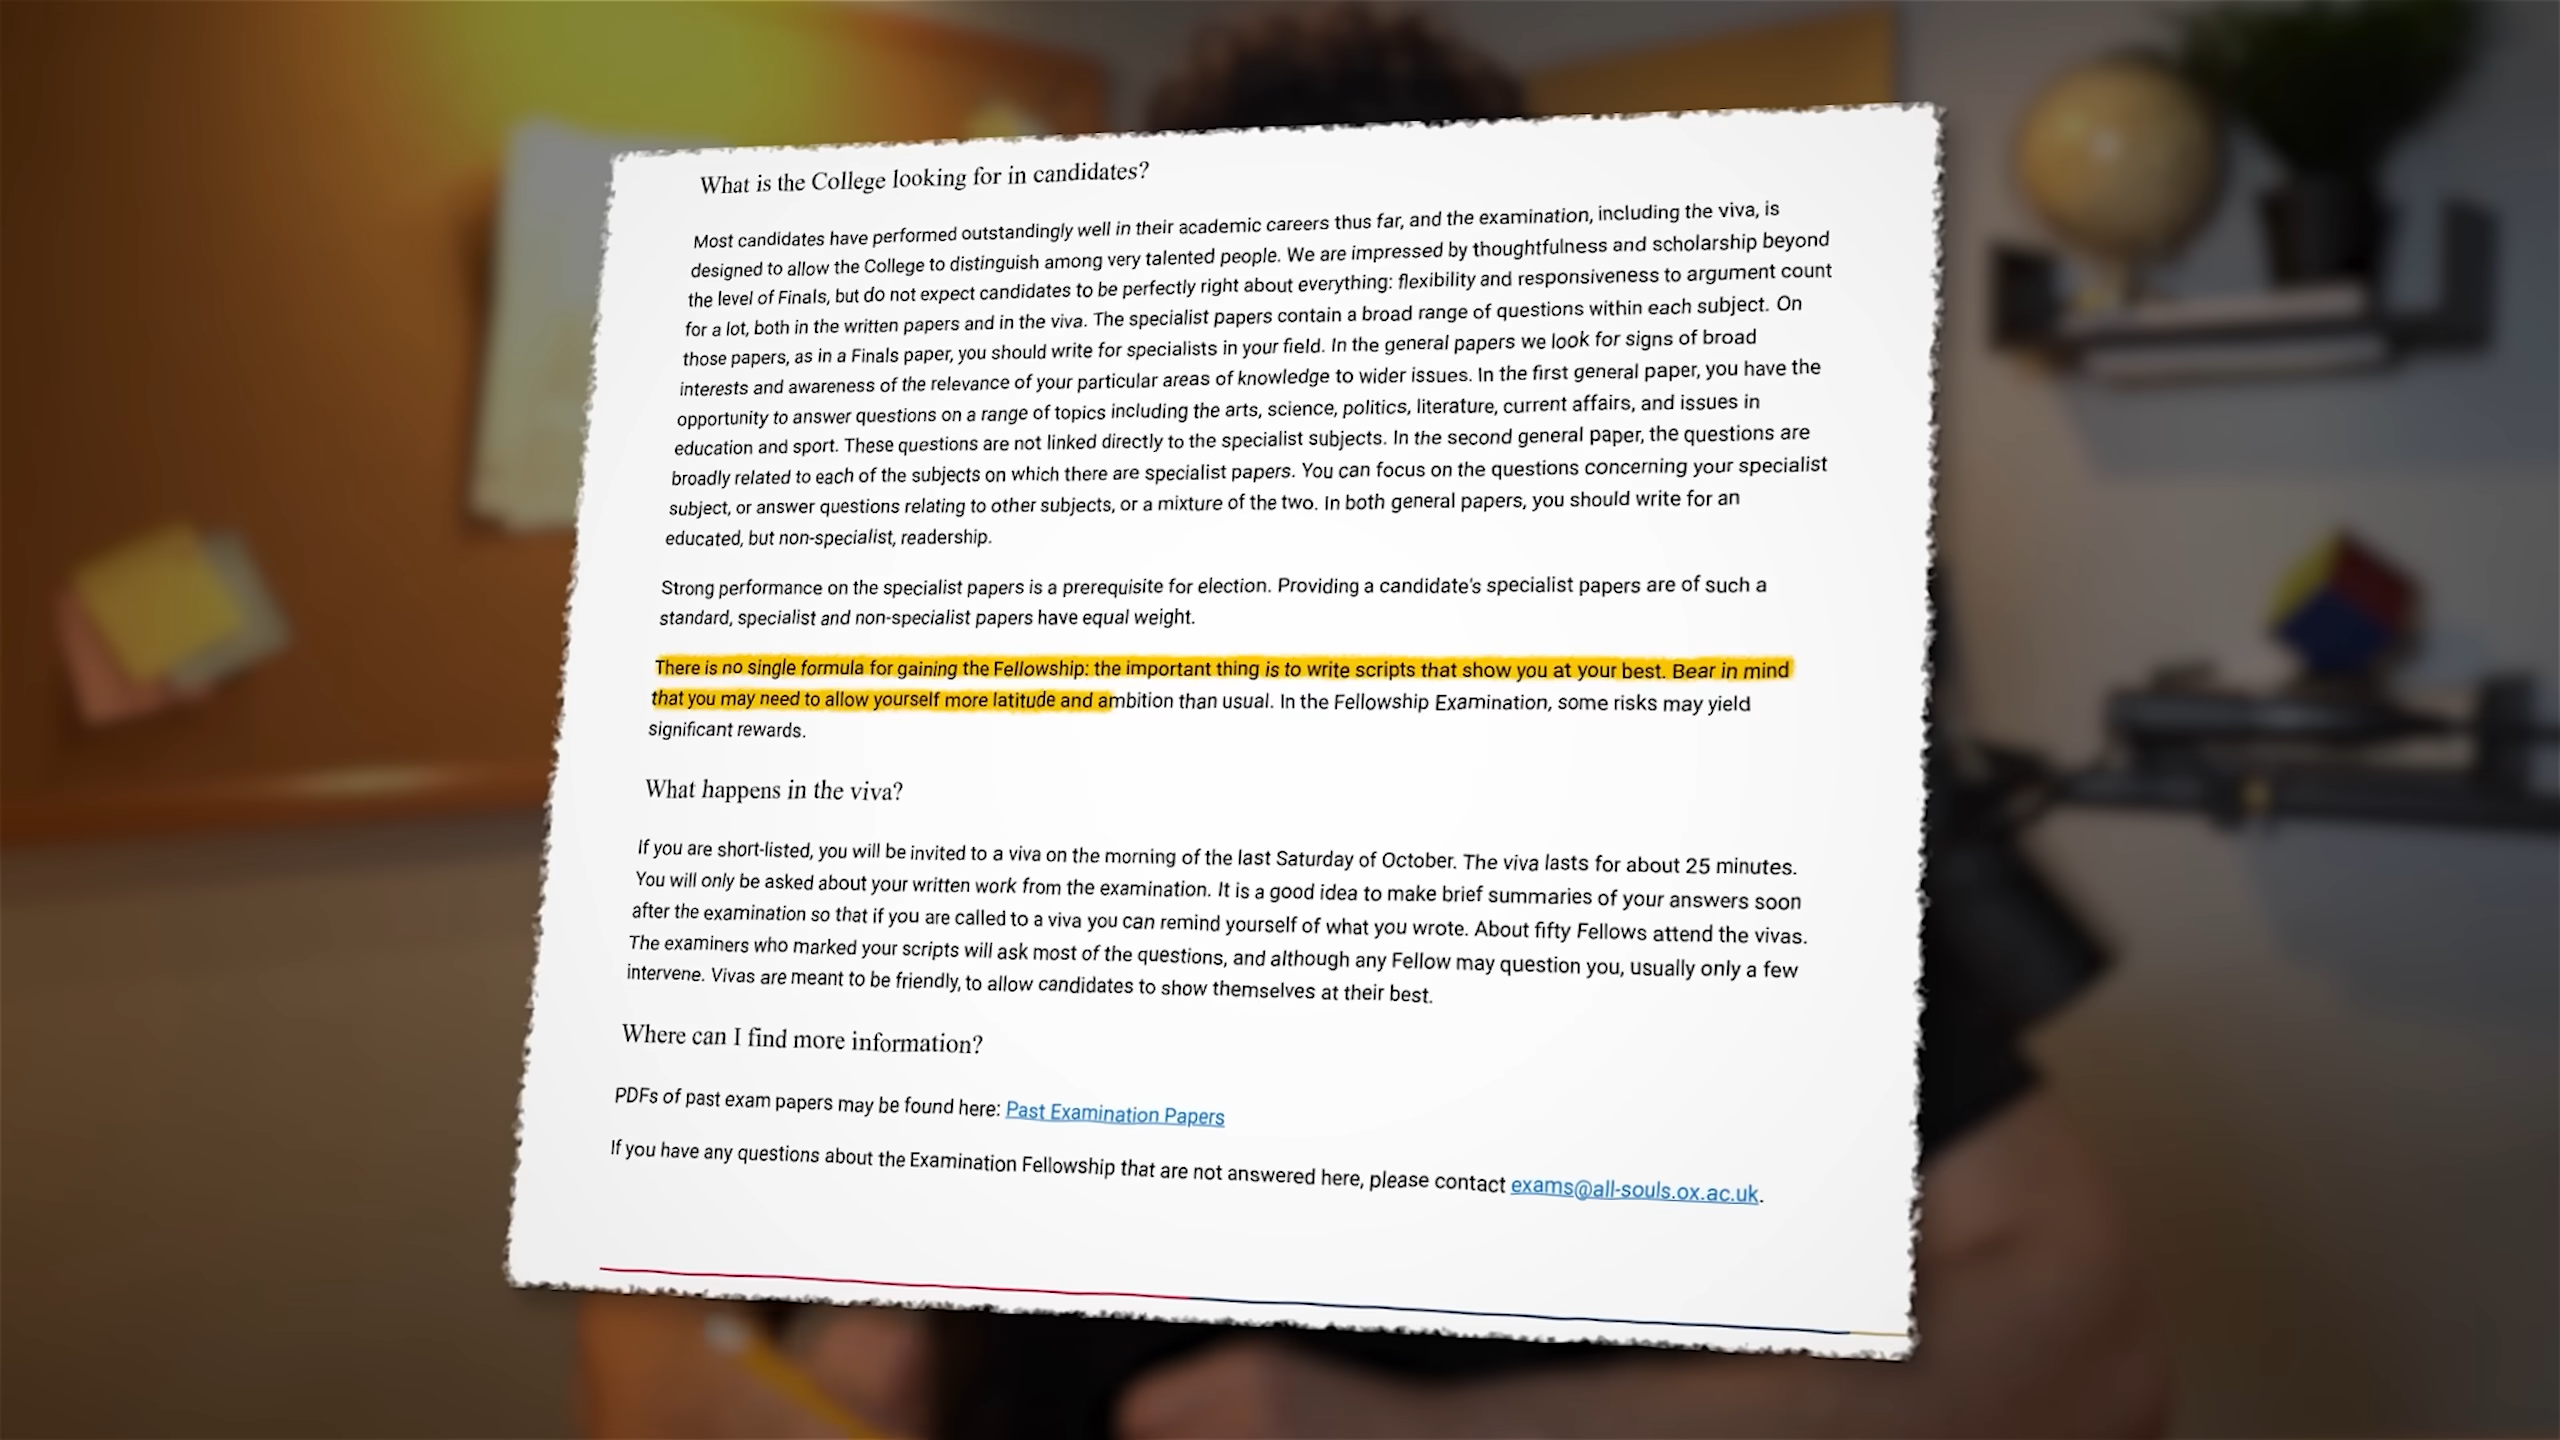 What is the College looking for in candidates?
Most candidates have performed outstandingly well in their academic careers thus far, and the examination, including the viva, is
designed to allow the College to distinguish among very talented people. We are impressed by thoughtfulness and scholarship beyond
the level of Finals, but do not expect candidates to be perfectly right about everything: flexibility and responsiveness to argument count
for a lot, both in the written papers and in the viva. The specialist papers contain a broad range of questions within each subject. On
those papers, as in a Finals paper, you should write for specialists in your field. In the general papers we look for signs of broad
interests and awareness of the relevance of your particular areas of knowledge to wider issues. In the first general paper, you have the
opportunity to answer questions on a range of topics including the arts, science, politics, literature, current affairs, and issues in
education and sport. These questions are not linked directly to the specialist subjects. In the second general paper, the questions are
broadly related to each of the subjects on which there are specialist papers. You can focus on the questions concerning your specialist
subject, or answer questions relating to other subjects, or a mixture of the two. In both general papers, you should write for an
educated, but non-specialist, readership.
Strong performance on the specialist papers is a prerequisite for election. Providing a candidate's specialist papers are of such a
standard, specialist and non-specialist papers have equal weight.
There is no single formula for gaining the Fellowship: the important thing is to write scripts that show you at your best. Bear in mind
that you may need to allow yourself more latitude and ambition than usual. In the Fellowship Examination, some risks may yield
significant rewards.
What happens in the viva?
If you are short-listed, you will be invited to a viva on the morning of the last Saturday of October. The viva lasts for about 25 minutes.
You will only be asked about your written work from the examination. It is a good idea to make brief summaries of your answers soon
after the examination so that if you are called to a viva you can remind yourself of what you wrote. About fifty Fellows attend the vivas.
The examiners who marked your scripts will ask most of the questions, and although any Fellow may question you, usually only a few
intervene. Vivas are meant to be friendly, to allow candidates to show themselves at their best.
Where can I find more information?
PDFs of past exam papers may be found here: Past Examination Papers
If you have any questions about the Examination Fellowship that are not answered here, please contact exams@all-souls.ox.ac.uk.